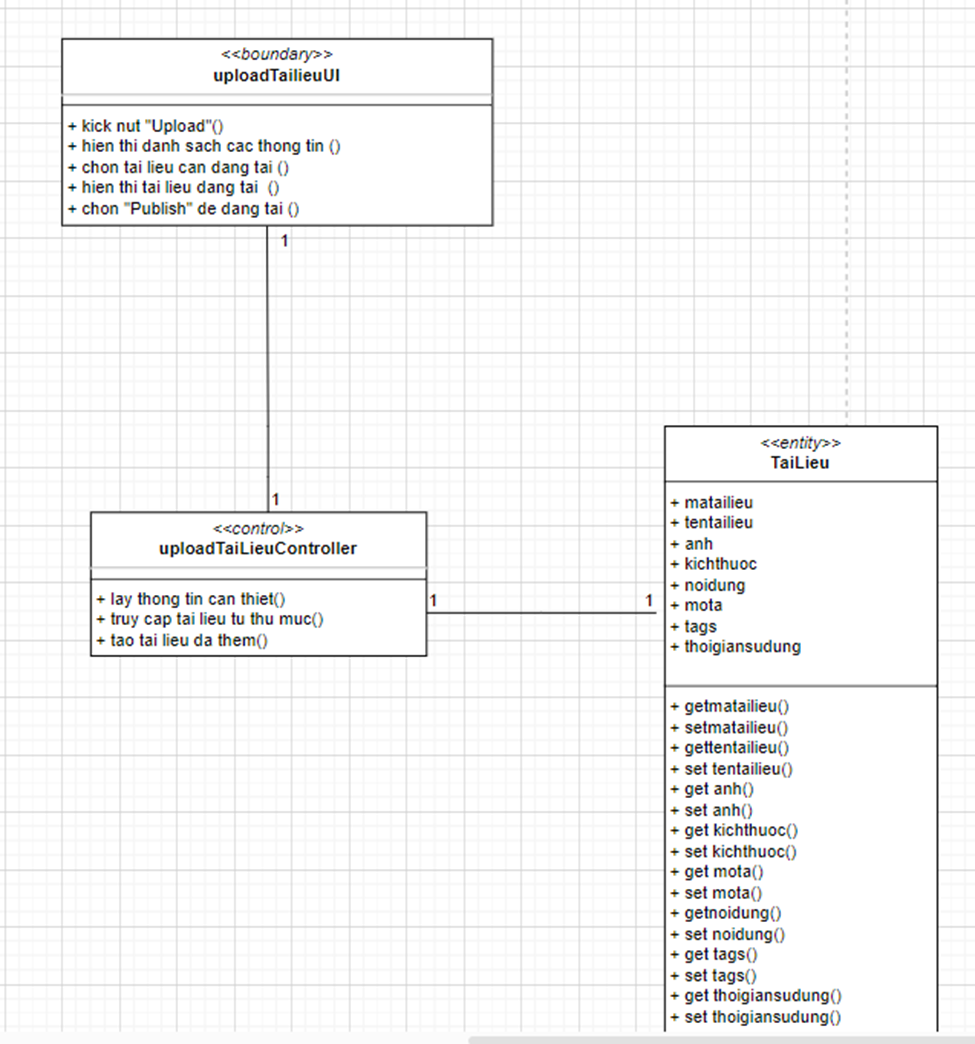 <<boundary>>
uploadTailieuUI
+ kick nut "Upload"()
+ hien thi danh sach cac thong tin ()
+ chon tai lieu can dang tai ()
+ hien thi tai lieu dang tai ()
+ chon "Publish" de dang tai ()
1
1
<<control>>
uploadTaiLieuController
+ lay thong tin can thiet()
+ truy cap tai lieu tu thu muc()
+ tao tai lieu da them()
1
1
<<entity>>
TaiLieu
+ matailieu
+ tentailieu
+ anh
+ kichthuoc
+ noidung
+ mota
+ tags
+ thoigiansudung
+ getmatailieu()
+ setmatailieu()
+ gettentailieu()
+ set tentailieu()
+ get anh()
+ set anh()
+ get kichthuoc()
+ set kichthuoc()
+ get mota()
+ set mota()
+ getnoidung()
+ set noidung()
+ get tags()
+ set tags()
+ get thoigiansudung()
+ set thoigiansudung()